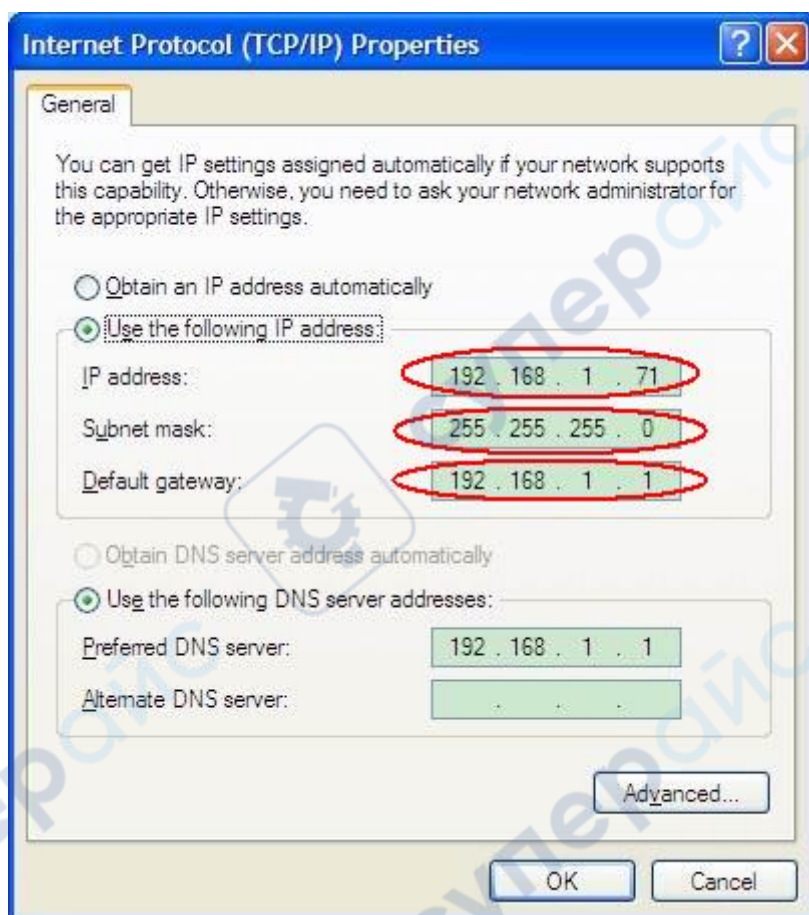 Internet Protocol (TCP/IP) Properties
General
You can get IP settings assigned automatically if your network supports
this capability. Otherwise, you need to ask your network administrator for
the appropriate IP settings.
Obtain an IP address automatically
Use the following IP address:
IP address: 192 . 168 . 1 . 71
Subnet mask: 255 . 255 . 255 . 0
Default gateway: 192 . 168 . 1 . 1
Obtain DNS server address automatically
Use the following DNS server addresses:
Preferred DNS server: 192 . 168 . 1 . 1
Alternate DNS server: . . .
Advanced...
OK Cancel
суперайс